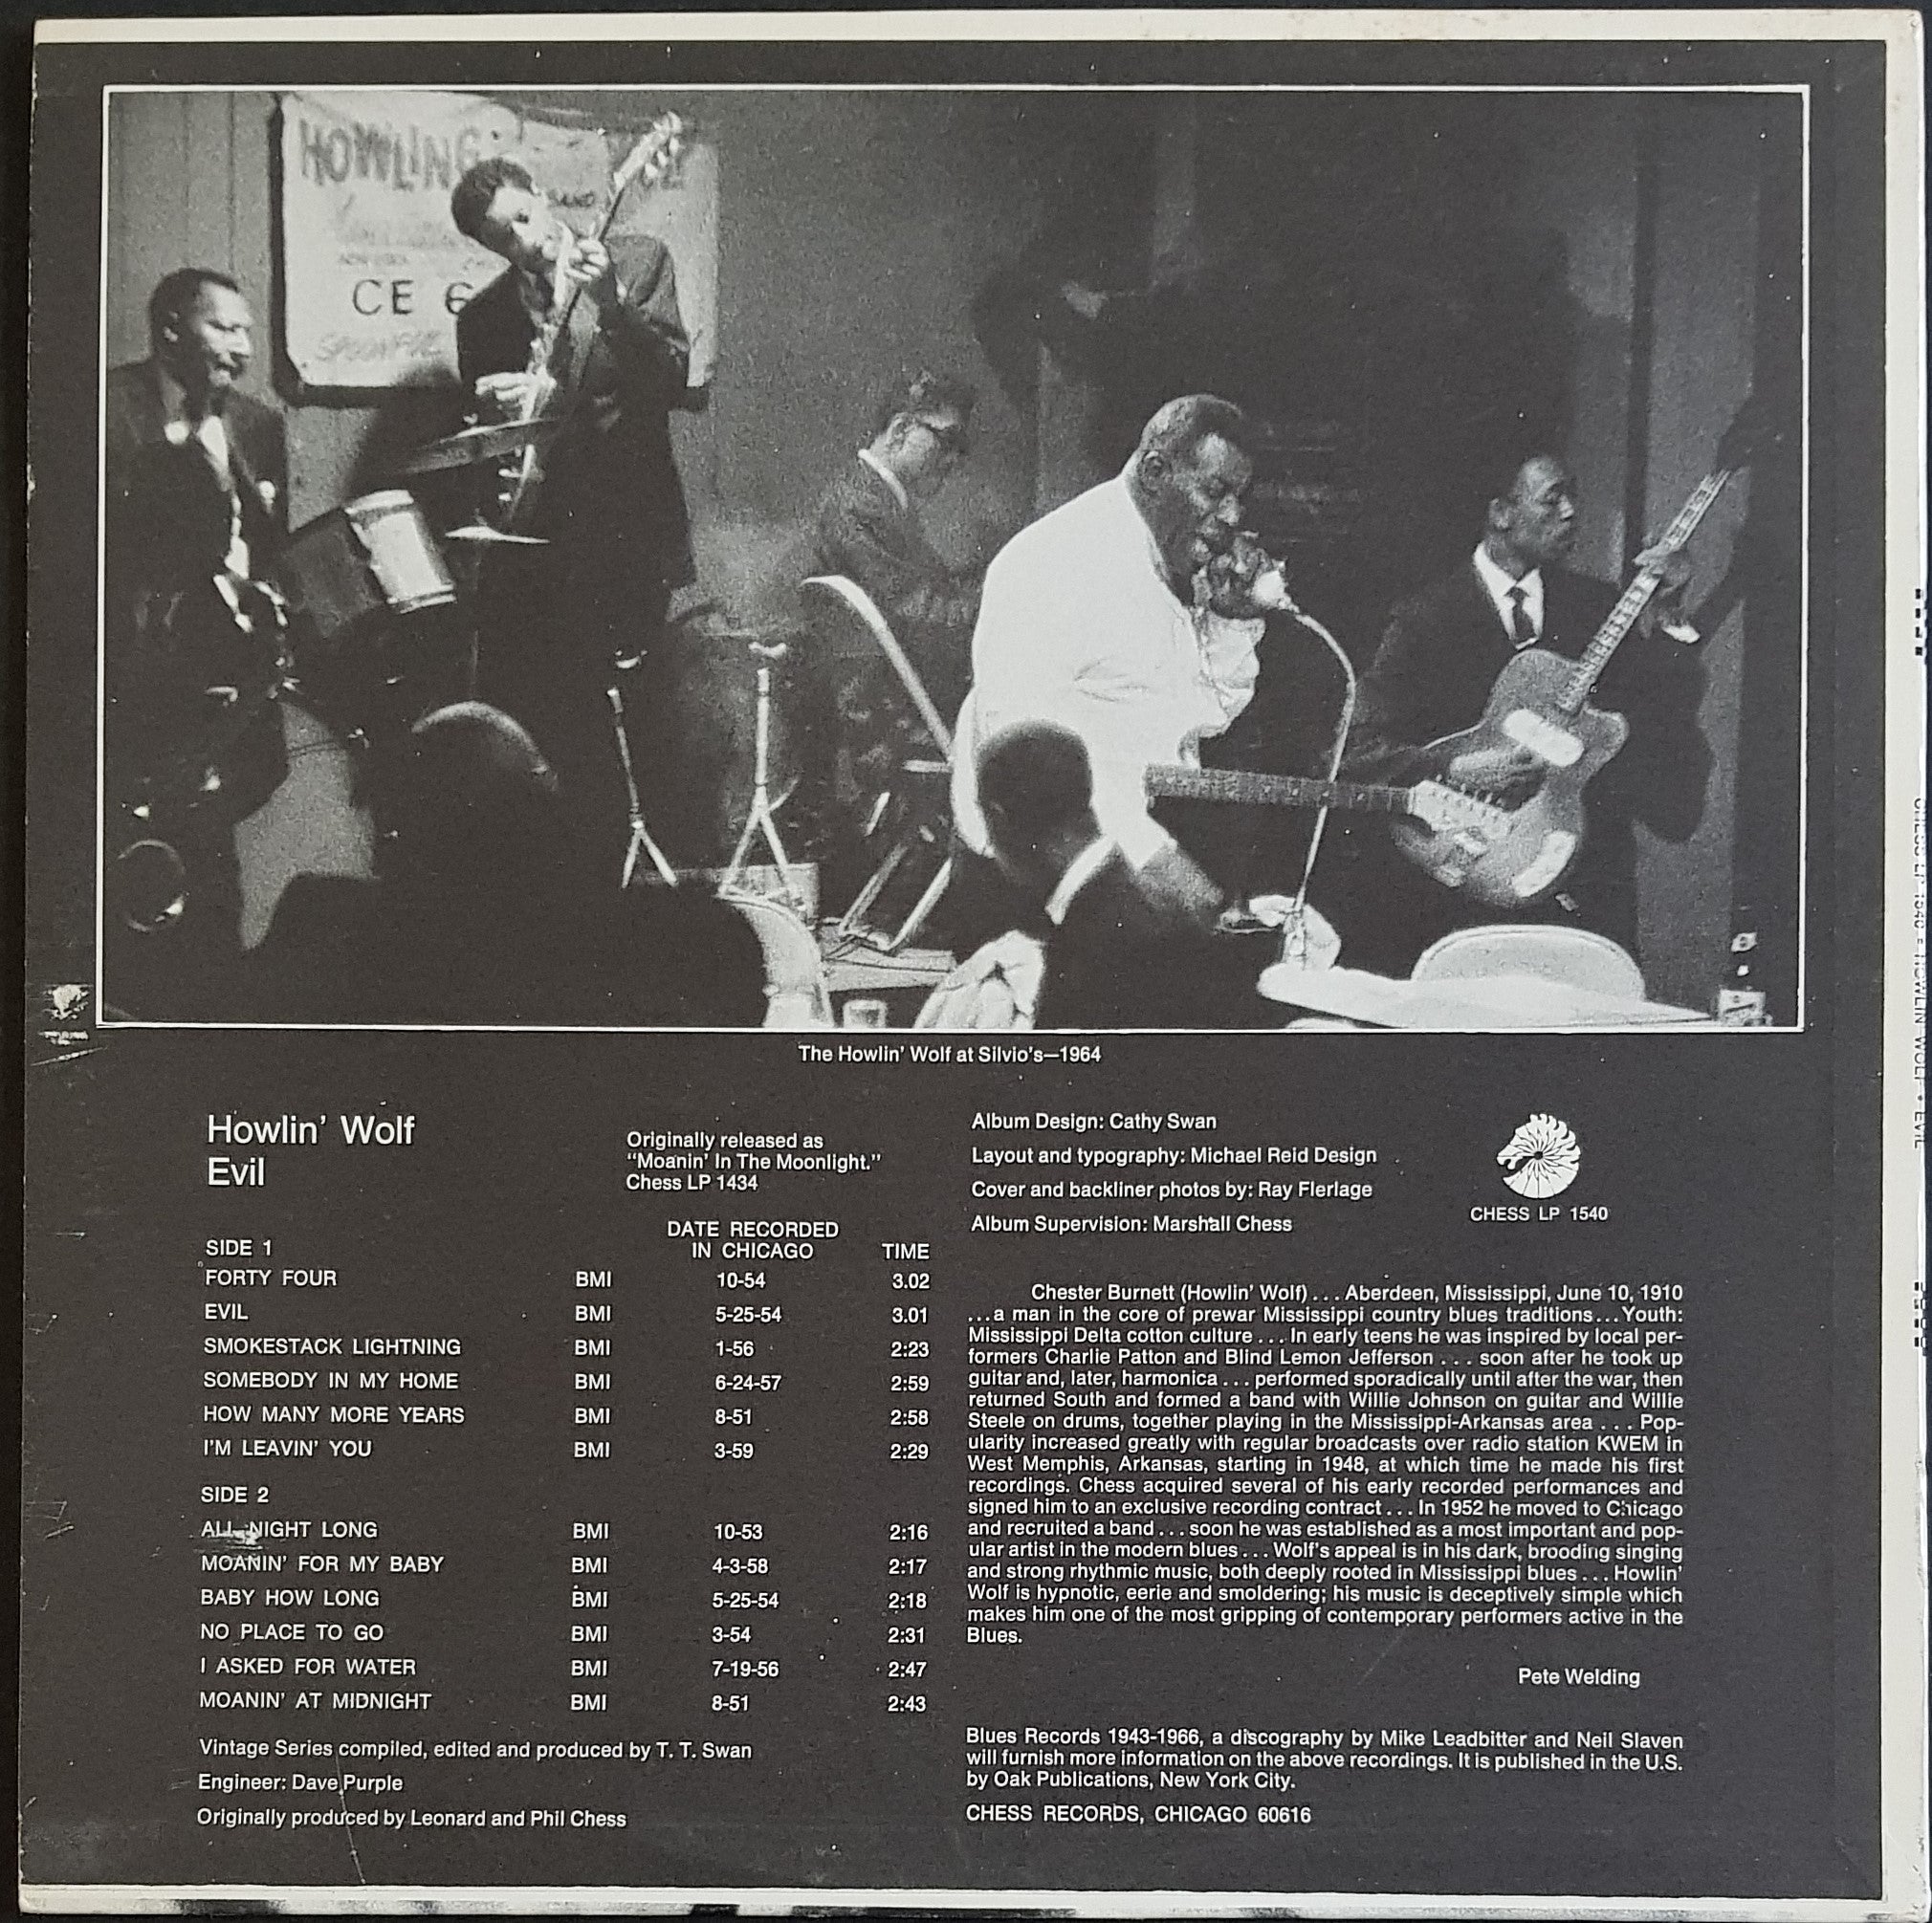 HOWLING
BAND
CE 6
SPOONFUL
The Howlin' Wolf at Silvio's—1964
Howlin' Wolf
Evil
Originally released as
"Moanin' In The Moonlight."
Chess LP 1434
DATE RECORDED
IN CHICAGO
TIME
SIDE 1
FORTY FOUR BMI 10-54 3.02
EVIL BMI 5-25-54 3.01
SMOKESTACK LIGHTNING BMI 1-56 2:23
SOMEBODY IN MY HOME BMI 6-24-57 2:59
HOW MANY MORE YEARS BMI 8-51 2:58
I'M LEAVIN' YOU BMI 3-59 2:29
SIDE 2
ALL NIGHT LONG BMI 10-53 2:16
MOANIN' FOR MY BABY BMI 4-3-58 2:17
BABY HOW LONG BMI 5-25-54 2:18
NO PLACE TO GO BMI 3-54 2:31
I ASKED FOR WATER BMI 7-19-56 2:47
MOANIN' AT MIDNIGHT BMI 8-51 2:43
Vintage Series compiled, edited and produced by T. T. Swan
Engineer: Dave Purple
Originally produced by Leonard and Phil Chess
Album Design: Cathy Swan
Layout and typography: Michael Reid Design
Cover and backliner photos by: Ray Flerlage
Album Supervision: Marshall Chess
CHESS LP 1540
Chester Burnett (Howlin' Wolf) . . . Aberdeen, Mississippi, June 10, 1910
. . . a man in the core of prewar Mississippi country blues traditions . . . Youth:
Mississippi Delta cotton culture . . . In early teens he was inspired by local per-
formers Charlie Patton and Blind Lemon Jefferson . . . soon after he took up
guitar and, later, harmonica . . . performed sporadically until after the war, then
returned South and formed a band with Willie Johnson on guitar and Willie
Steele on drums, together playing in the Mississippi-Arkansas area . . . Pop-
ularity increased greatly with regular broadcasts over radio station KWEM in
West Memphis, Arkansas, starting in 1948, at which time he made his first
recordings. Chess acquired several of his early recorded performances and
signed him to an exclusive recording contract . . . In 1952 he moved to Chicago
and recruited a band . . . soon he was established as a most important and pop-
ular artist in the modern blues . . . Wolf's appeal is in his dark, brooding singing
and strong rhythmic music, both deeply rooted in Mississippi blues . . . Howlin'
Wolf is hypnotic, eerie and smoldering; his music is deceptively simple which
makes him one of the most gripping of contemporary performers active in the
Blues.
Pete Welding
Blues Records 1943-1966, a discography by Mike Leadbitter and Neil Slaven
will furnish more information on the above recordings. It is published in the U.S.
by Oak Publications, New York City.
CHESS RECORDS, CHICAGO 60616
CHESS LP 1540 • HOWLIN' WOLF • EVIL